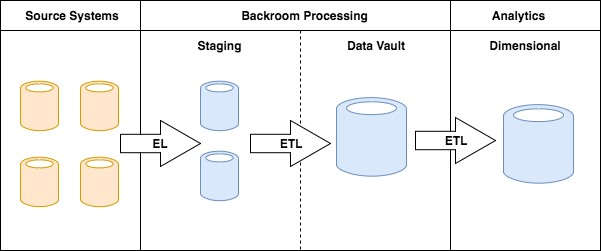 Source Systems
Backroom Processing
Analytics
Staging
Data Vault
Dimensional
EL
ETL
ETL